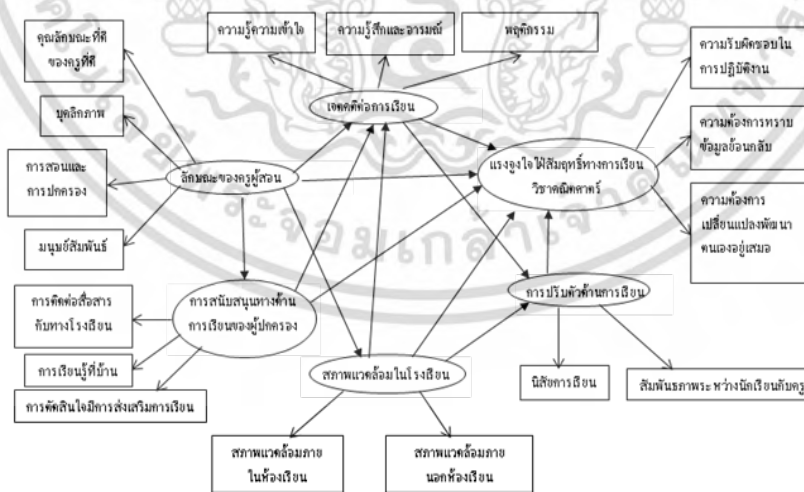 คุณลักษณะที่ดี
ของครูที่ดี
ความรู้ความเข้าใจ
ความรู้สึกและอารมณ์
พฤติกรรม
ความรับผิดชอบใน
การปฏิบัติงาน
บุคลิกภาพ
เจตคติต่อการเรียน
ความต้องการทราบ
ข้อมูลย้อนกลับ
การสอนและ
การปกครอง
ลักษณะของครูผู้สอน
แรงจูงใจใฝ่สัมฤทธิ์ทางการเรียน
วิชาคณิตศาตร์
ความต้องการ
เปลี่ยนแปลงพัฒนา
ตนเองอยู่เสมอ
มนุษย์สัมพันธ์
การติดต่อสื่อสาร
กับทางโรงเรียน
การสนับสนุนทางด้าน
การเรียนของผู้ปกครอง
การปรับตัวด้านการเรียน
การเรียนรู้ที่บ้าน
สภาพแวดล้อมในโรงเรียน
นิสัยการเรียน
สัมพันธภาพระหว่างนักเรียนกับครู
การตัดสินใจมีการส่งเสริมการเรียน
สภาพแวดล้อมภาย
ในห้องเรียน
สภาพแวดล้อมภาย
นอกห้องเรียน
พระจอมเกล้าเจ้าคุณทหาร